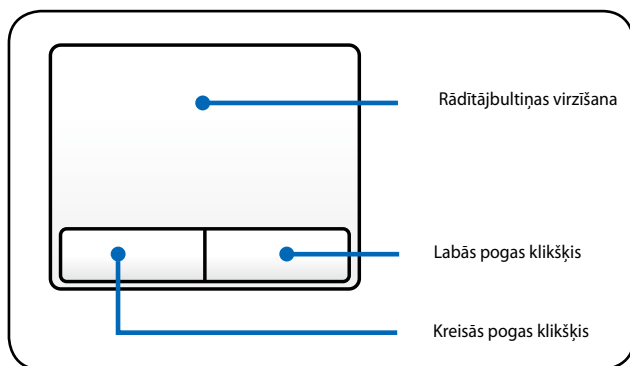 Rādītājbultiņas virzīšana
Labās pogas klikšķis
Kreisās pogas klikšķis